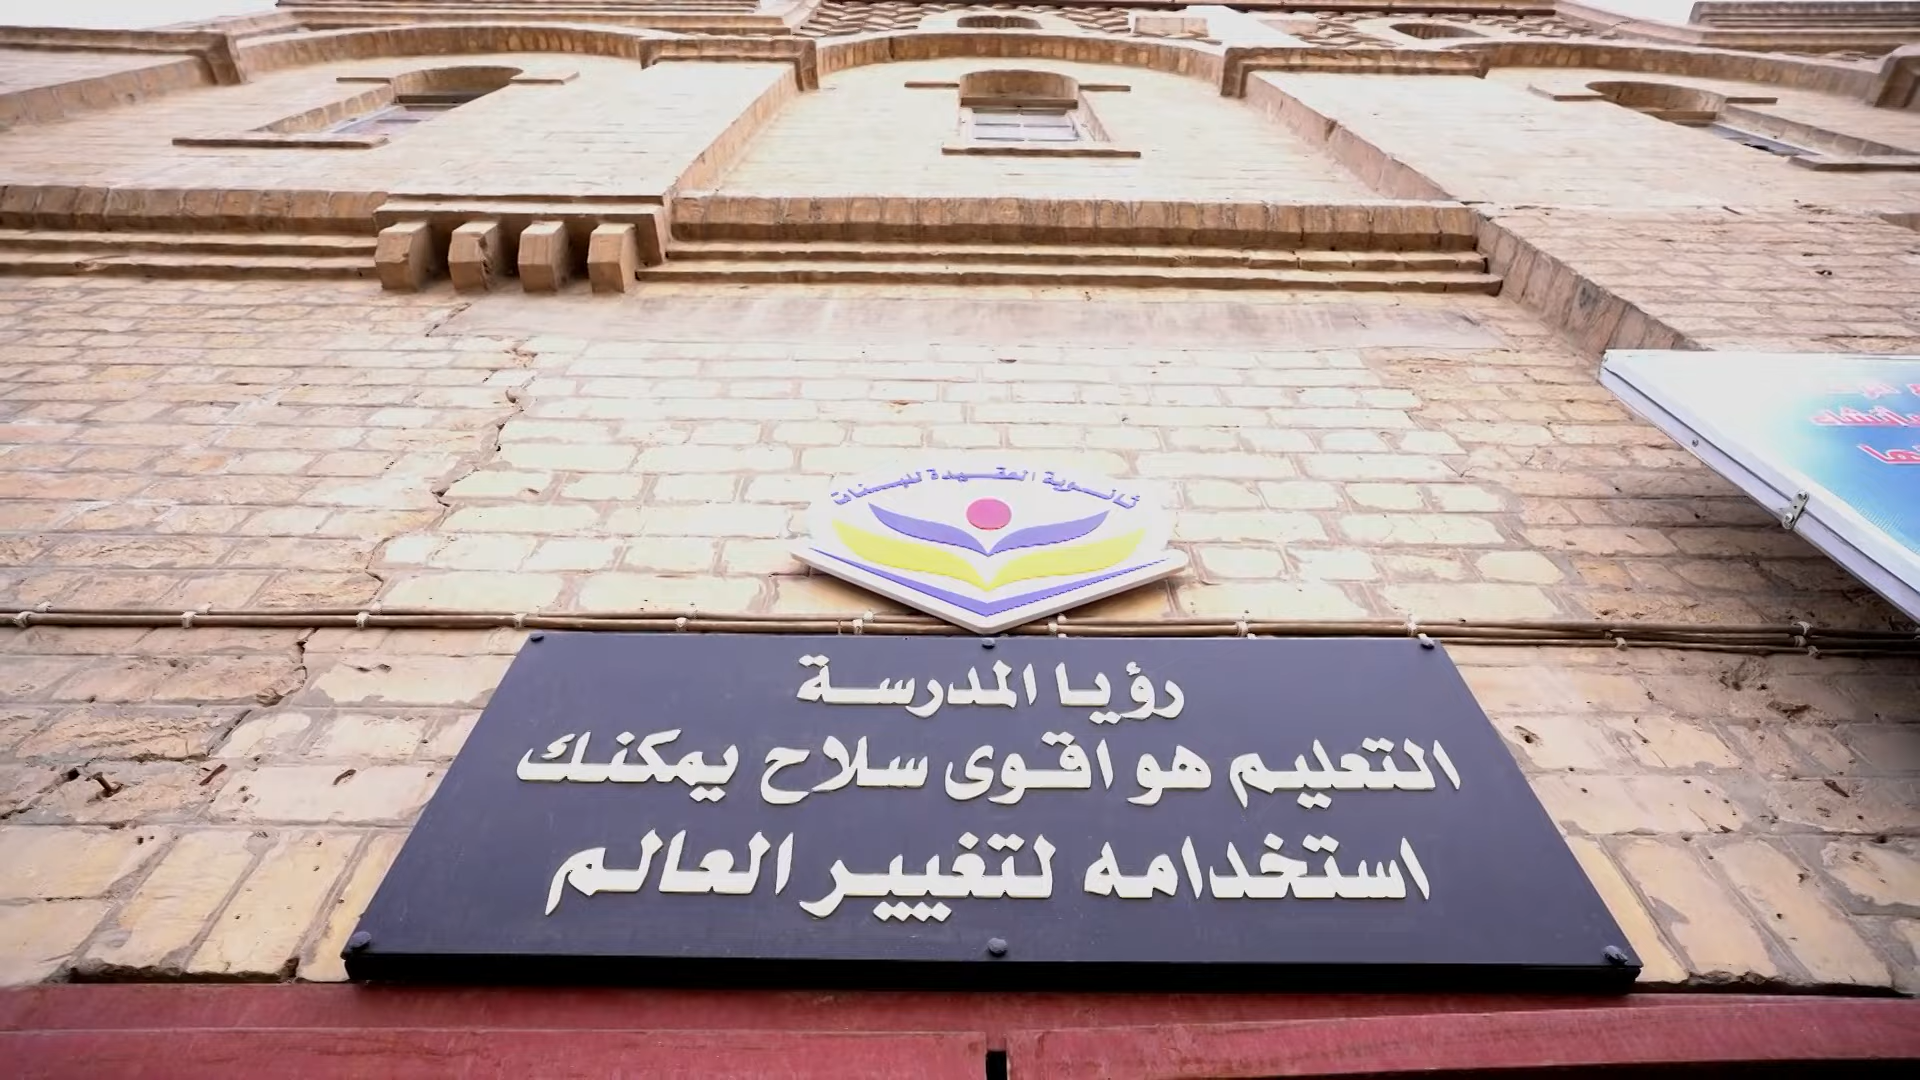 ثانوية العقيدة للبنات
رؤيا المدرسة
التعليم هو اقوى سلاح يمكنك
استخدامه لتغيير العالم